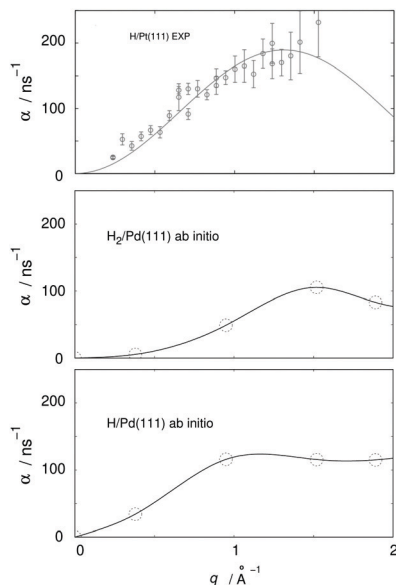 200
100
0
α / ns⁻¹
H/Pt(111) EXP
200
100
0
α / ns⁻¹
H₂/Pd(111) ab initio
200
100
0
α / ns⁻¹
H/Pd(111) ab initio
0 1 2
q / Å⁻¹